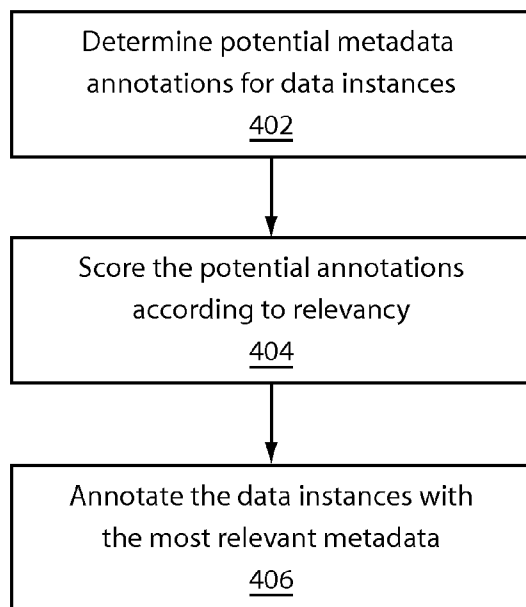 Determine potential metadata
annotations for data instances
402
Score the potential annotations
according to relevancy
404
Annotate the data instances with
the most relevant metadata
406